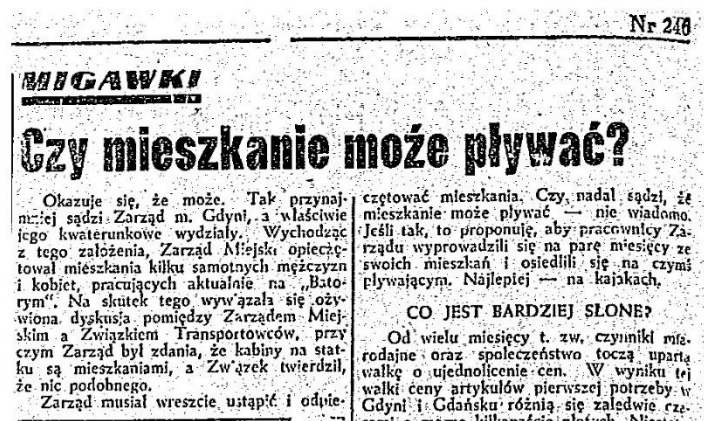 Nr 246
MIGAWKI
Czy mieszkanie może pływać?
Okazuje się, że może. Tak przynaj-
mniej sądzi Zarząd m. Gdyni, a właściwie
jego kwaterunkowe wydziały. Wychodząc
z tego założenia, Zarząd Miejski opieczę-
tował mieszkania kilku samotnych mężczyzn
i kobiet, pracujących aktualnie na „Bato-
rym“. Na skutek tego wywiązała się oży-
wiona dyskusja pomiędzy Zarządem Miej-
skim a Związkiem Transportowców, przy
czym Zarząd był zdania, że kabiny na stat-
ku są mieszkaniami, a Związek twierdził,
że nic podobnego.
Zarząd musiał wreszcie ustąpić i odpie-
czętować mieszkania. Czy nadal sądzi, że
mieszkanie może pływać — nie wiadomo.
Jeśli tak, to proponuję, aby pracownicy Za-
rządu wyprowadzili się na parę miesięcy ze
swoich mieszkań i osiedlili się na czymś
pływającym. Najlepiej — na kajakach.
CO JEST BARDZIEJ SŁONE?
Od wielu miesięcy t. zw. czynniki mia-
rodajne oraz społeczeństwo toczą upartą
walkę o ujednolicenie cen. W wyniku tej
walki ceny artykułów pierwszej potrzeby w
Gdyni i Gdańsku różnią się zaledwie cza-